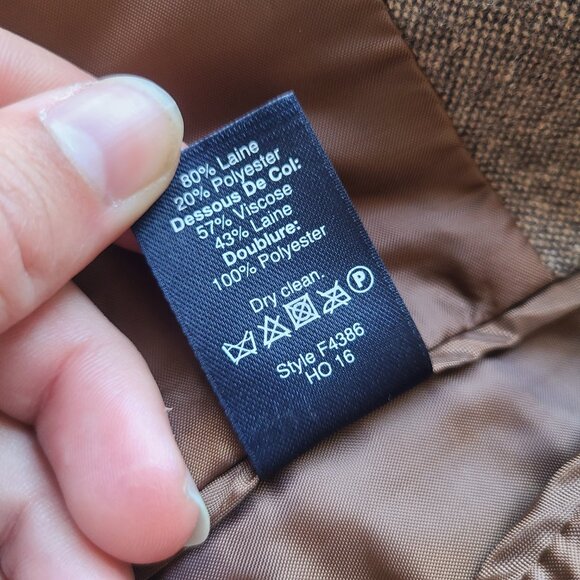 80% Laine
20% Polyester
Dessous De Col:
57% Viscose
43% Laine
Doublure:
100% Polyester
Dry clean.
P
Style F4386
HO 16